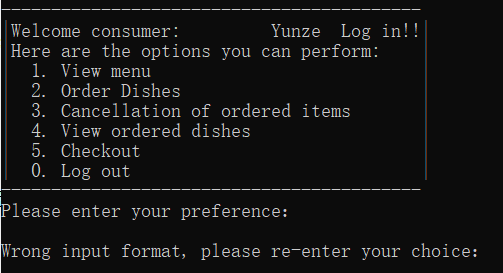 Welcome consumer: Yunze Log in!!
Here are the options you can perform:
1. View menu
2. Order Dishes
3. Cancellation of ordered items
4. View ordered dishes
5. Checkout
0. Log out
Please enter your preference:
Wrong input format, please re-enter your choice: